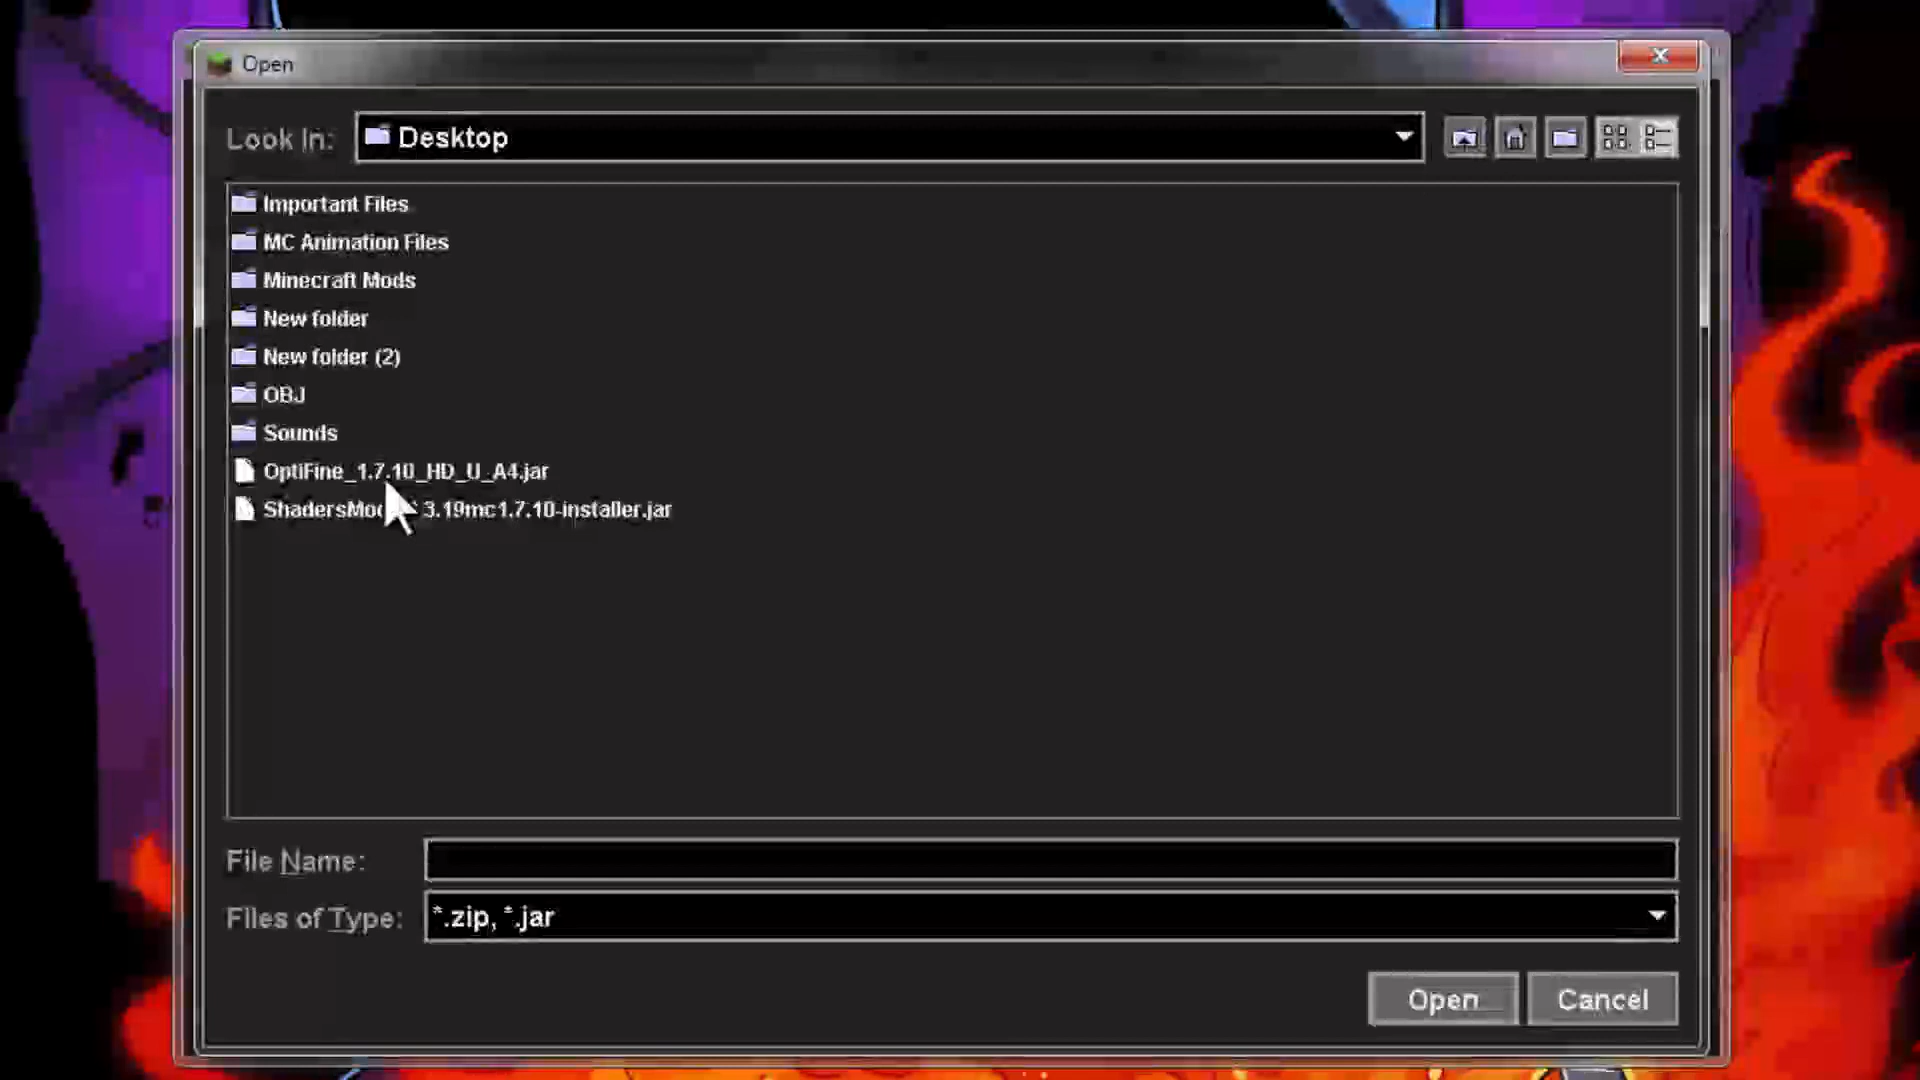 Open
Look In: Desktop
Important Files
MC Animation Files
Minecraft Mods
New folder
New folder (2)
OBJ
Sounds
OptiFine_1.7.10_HD_U_A4.jar
3.19mc1.7.10-installer.jar
File Name:
Files of Type: *.zip, *.jar
Open Cancel